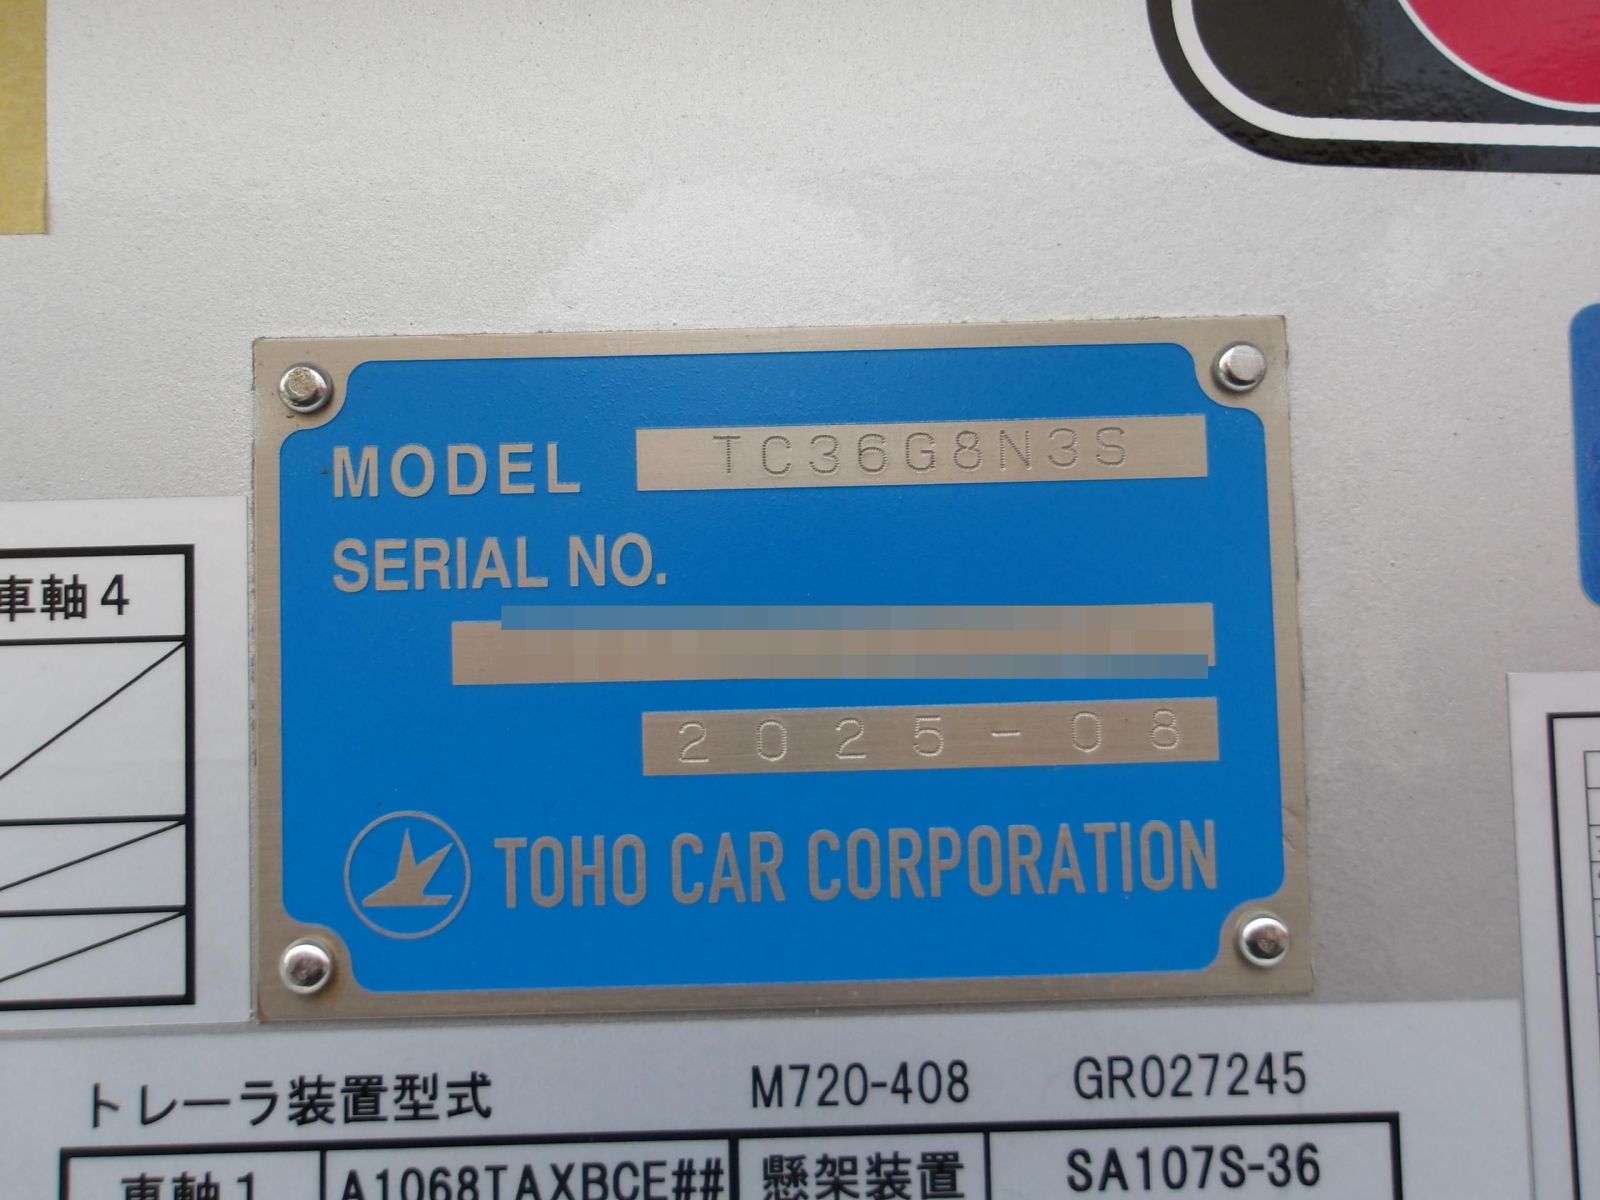 MODEL TC36G8N3S
SERIAL NO.
2025-08
TOHO CAR CORPORATION
車軸4
トレーラ装置型式 M720-408 GR027245
車軸1 A1068TAXBCE## 懸架装置 SA107S-36